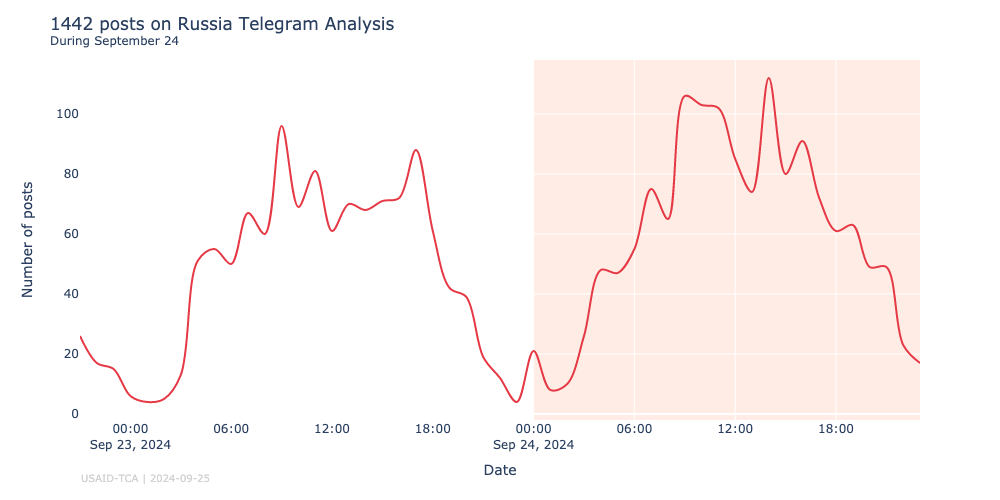 1442 posts on Russia Telegram Analysis
During September 24
Number of posts
100
80
60
40
20
0
00:00 06:00 12:00 18:00 00:00 06:00 12:00 18:00
Sep 23, 2024 Sep 24, 2024
Date
USAID-TCA | 2024-09-25